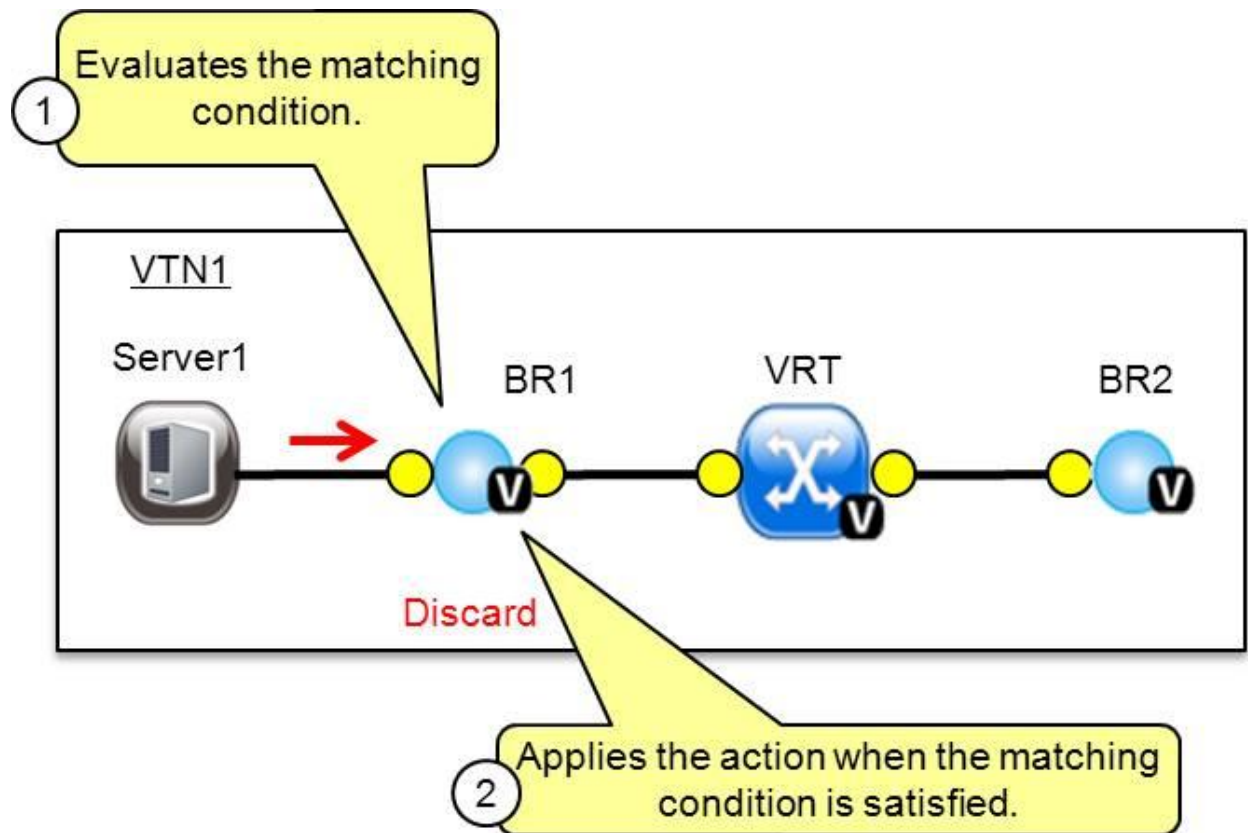 Evaluates the matching
condition.
1
VTN1
Server1
BR1
VRT
BR2
V
V
V
Discard
Applies the action when the matching
condition is satisfied.
2